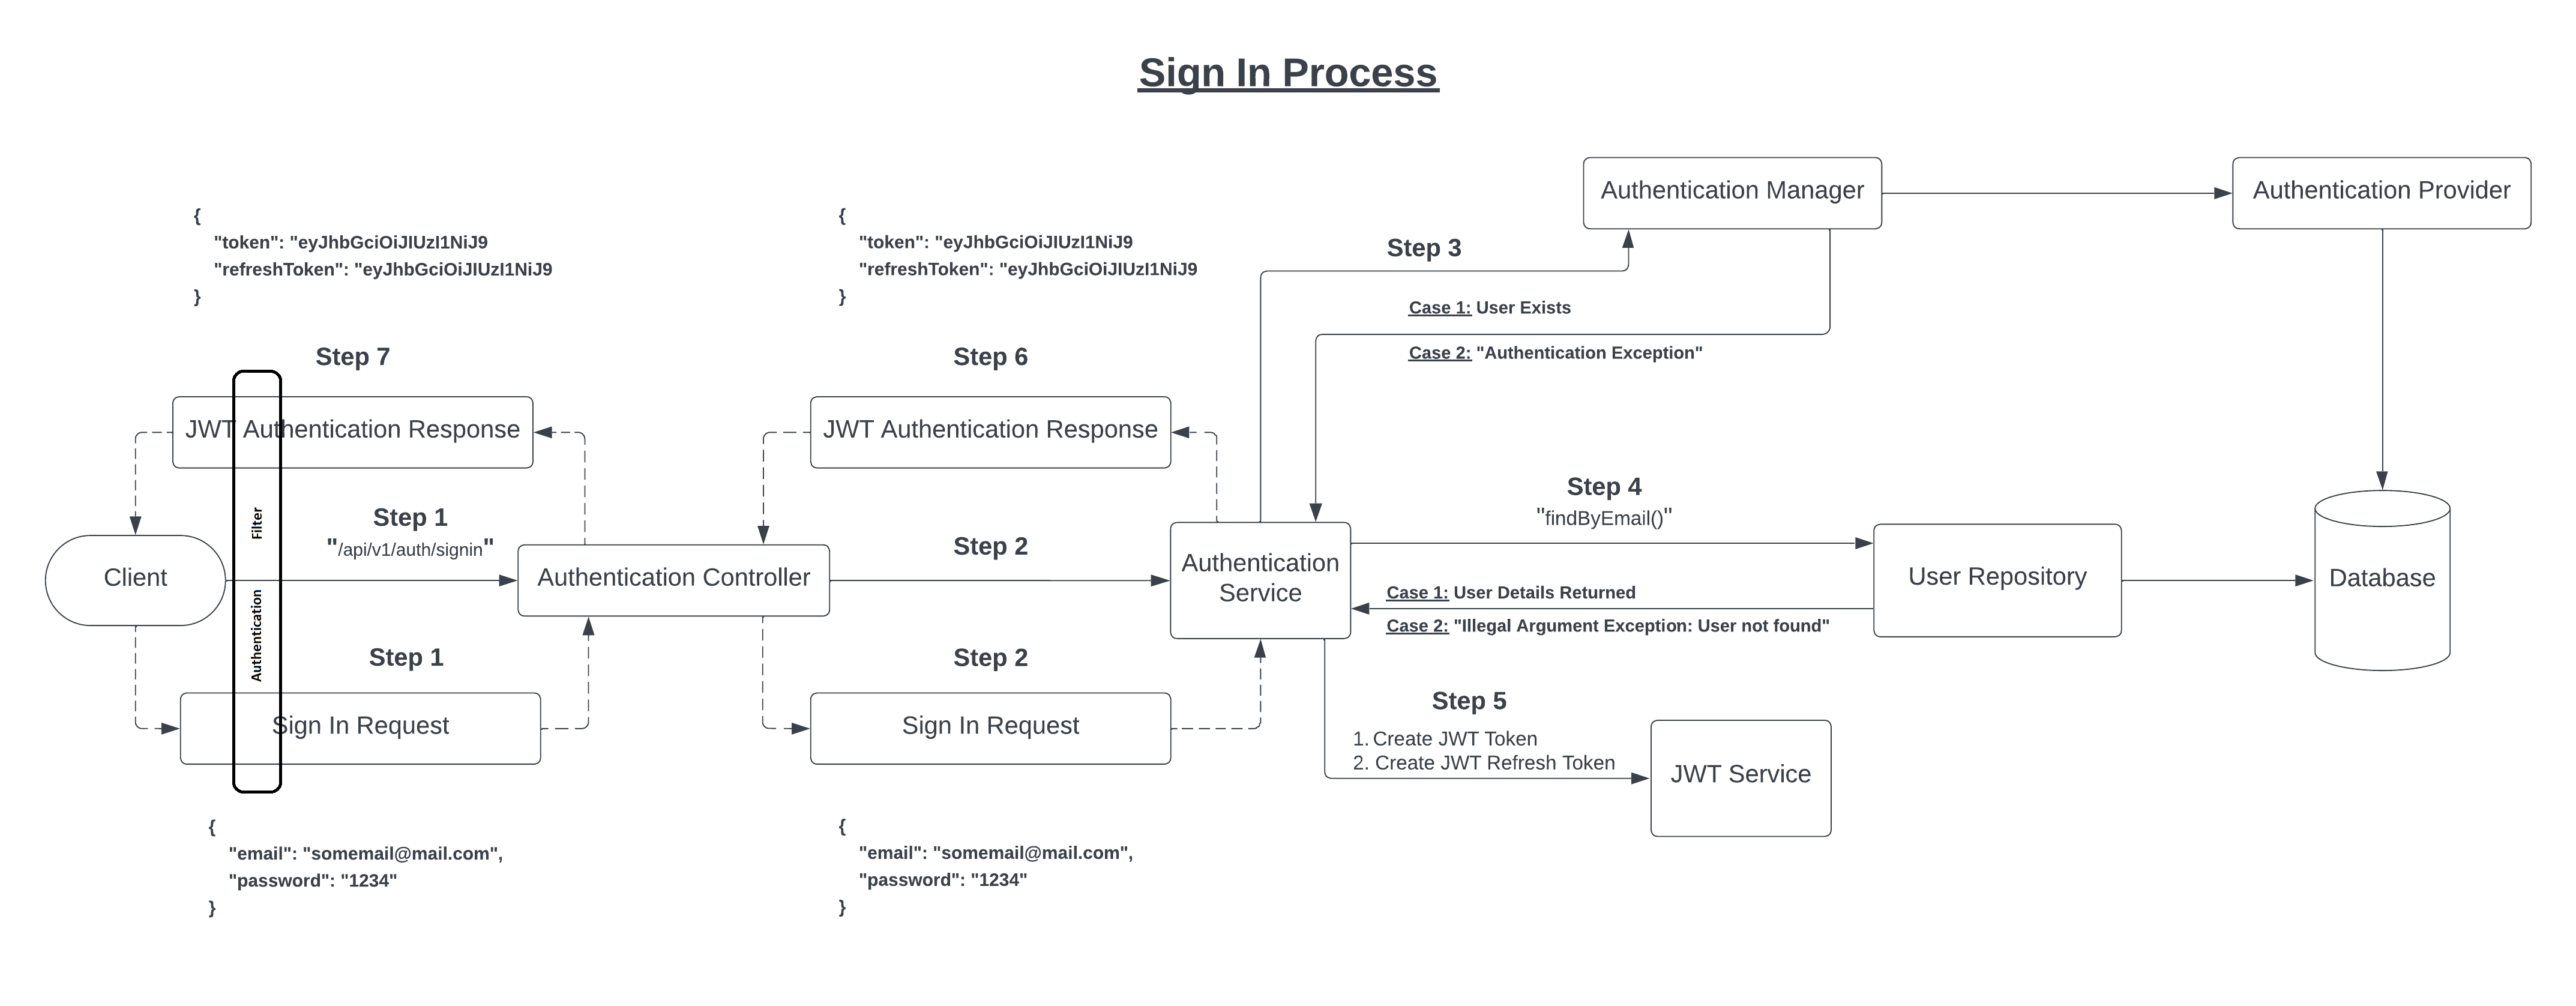 Sign In Process
{
"token": "eyJhbGciOiJIUzI1NiJ9
"refreshToken": "eyJhbGciOiJIUzI1NiJ9
}
{
"token": "eyJhbGciOiJIUzI1NiJ9
"refreshToken": "eyJhbGciOiJIUzI1NiJ9
}
Authentication Manager
Authentication Provider
Step 3
Case 1: User Exists
Case 2: "Authentication Exception"
Step 7
Step 6
JWT Authentication Response
JWT Authentication Response
Step 1
"/api/v1/auth/signin"
Filter
Authentication
Client
Authentication Controller
Step 2
Authentication
Service
Step 4
"findByEmail()"
User Repository
Database
Case 1: User Details Returned
Case 2: "Illegal Argument Exception: User not found"
Step 1
Step 2
Sign In Request
Sign In Request
Step 5
1. Create JWT Token
2. Create JWT Refresh Token
JWT Service
{
"email": "somemail@mail.com",
"password": "1234"
}
{
"email": "somemail@mail.com",
"password": "1234"
}